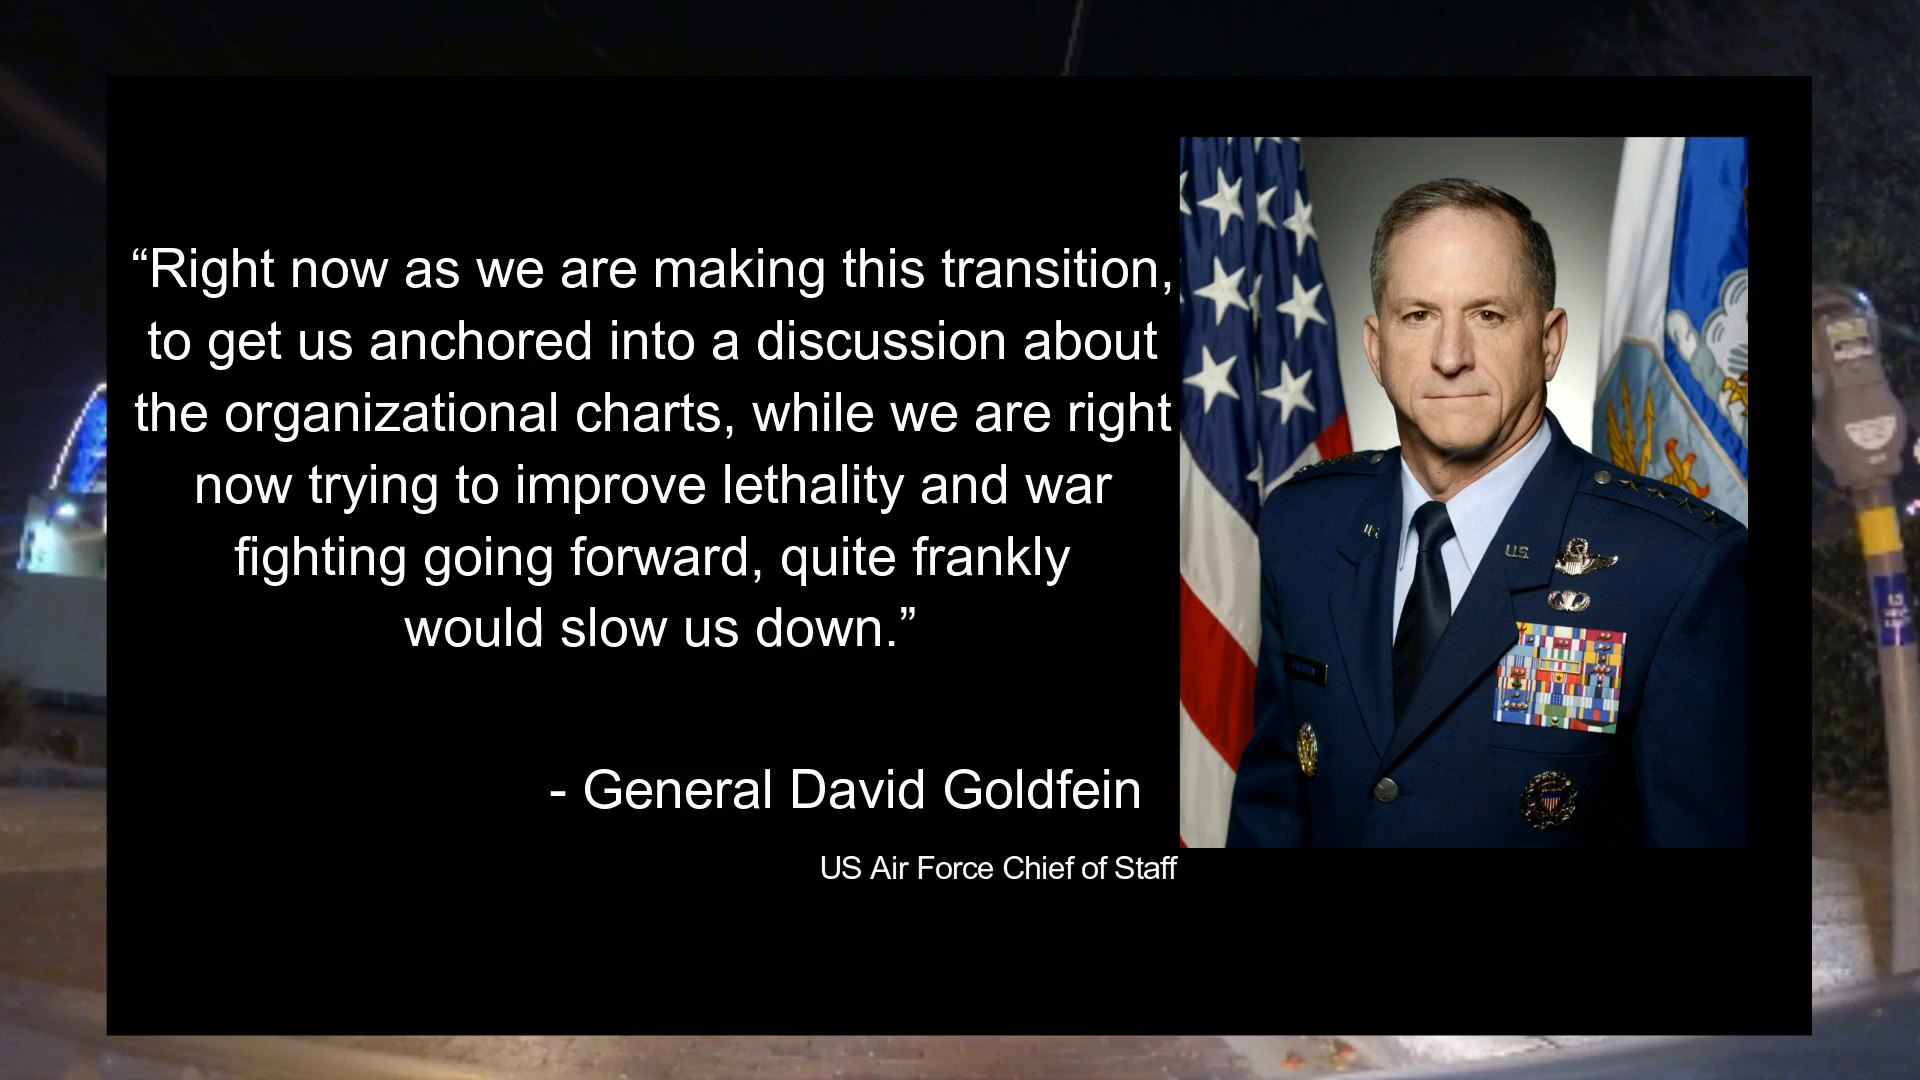 “Right now as we are making this transition,
to get us anchored into a discussion about
the organizational charts, while we are right
now trying to improve lethality and war
fighting going forward, quite frankly
would slow us down.”
- General David Goldfein
US Air Force Chief of Staff
U.S.